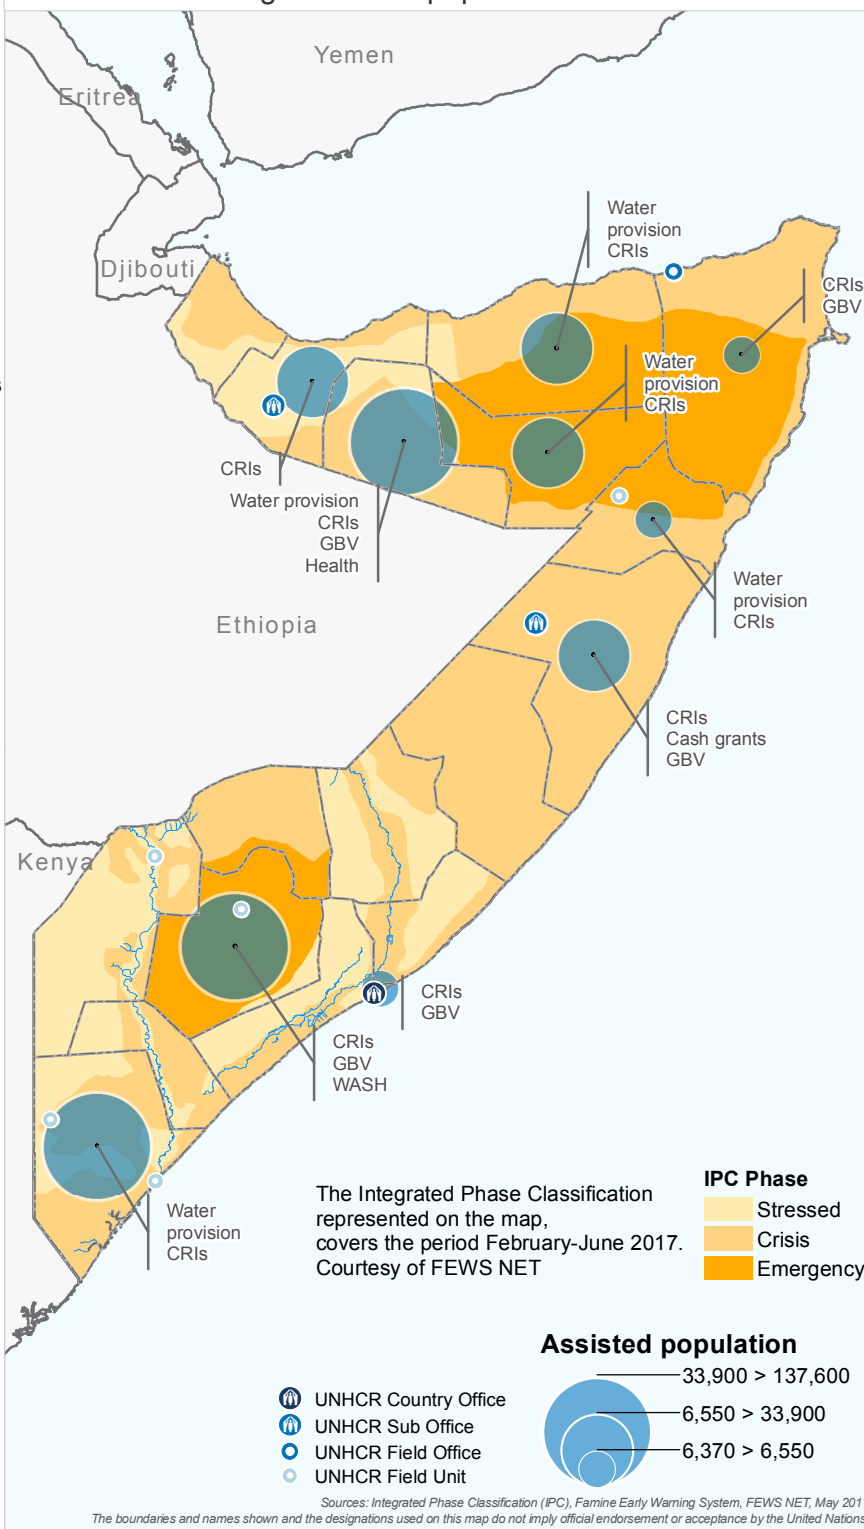 Yemen
Eritrea
Djibouti
Water
provision
CRIs
CRIs
GBV
Water
provision
CRIs
CRIs
Water provision
CRIs
GBV
Health
Water
provision
CRIs
Ethiopia
CRIs
Cash grants
GBV
Kenya
CRIs
GBV
CRIs
GBV
WASH
Water
provision
CRIs
The Integrated Phase Classification
represented on the map,
covers the period February-June 2017.
Courtesy of FEWS NET
IPC Phase
Stressed
Crisis
Emergency
Assisted population
33,900 > 137,600
6,550 > 33,900
6,370 > 6,550
UNHCR Country Office
UNHCR Sub Office
UNHCR Field Office
UNHCR Field Unit
Sources: Integrated Phase Classification (IPC), Famine Early Warning System, FEWS NET, May 201
The boundaries and names shown and the designations used on this map do not imply official endorsement or acceptance by the United Nations